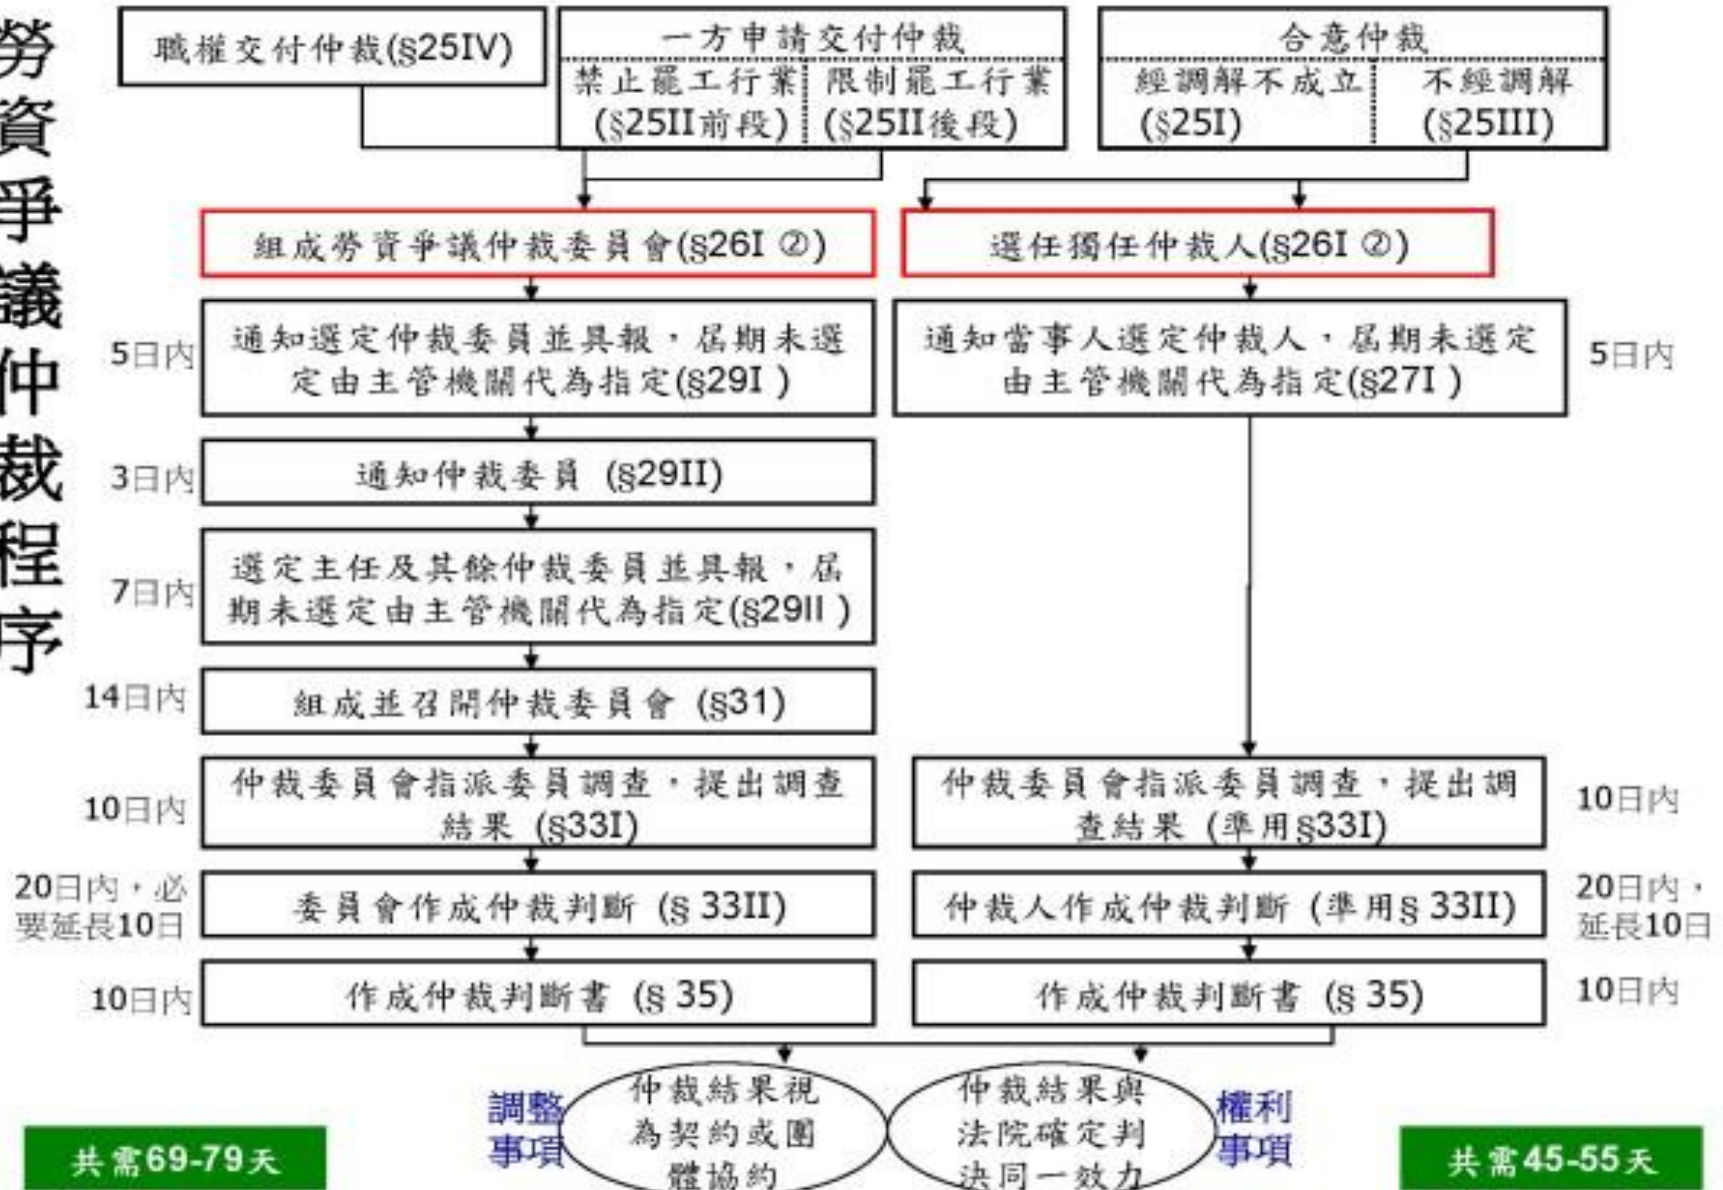 勞資爭議仲裁程序
職權交付仲裁(§25IV)
一方申請交付仲裁
禁止罷工行業
(§25II前段)
限制罷工行業
(§25II後段)
合意仲裁
經調解不成立
(§25I)
不經調解
(§25III)
組成勞資爭議仲裁委員會(§26I ②)
選任獨任仲裁人(§26I ②)
5日內
通知選定仲裁委員並具報，屆期未選
定由主管機關代為指定(§29I )
通知當事人選定仲裁人，屆期未選定
由主管機關代為指定(§27I )
5日內
3日內
通知仲裁委員 (§29II)
7日內
選定主任及其餘仲裁委員並具報，屆
期未選定由主管機關代為指定(§29II )
14日內
組成並召開仲裁委員會 (§31)
10日內
仲裁委員會指派委員調查，提出調查
結果 (§33I)
仲裁委員會指派委員調查，提出調
查結果 (準用§33I)
10日內
20日內，必
要延長10日
委員會作成仲裁判斷 (§ 33II)
仲裁人作成仲裁判斷 (準用§ 33II)
20日內，
延長10日
10日內
作成仲裁判斷書 (§ 35)
作成仲裁判斷書 (§ 35)
10日內
調整
事項
仲裁結果視
為契約或團
體協約
仲裁結果與
法院確定判
決同一效力
權利
事項
共需69-79天
共需45-55天